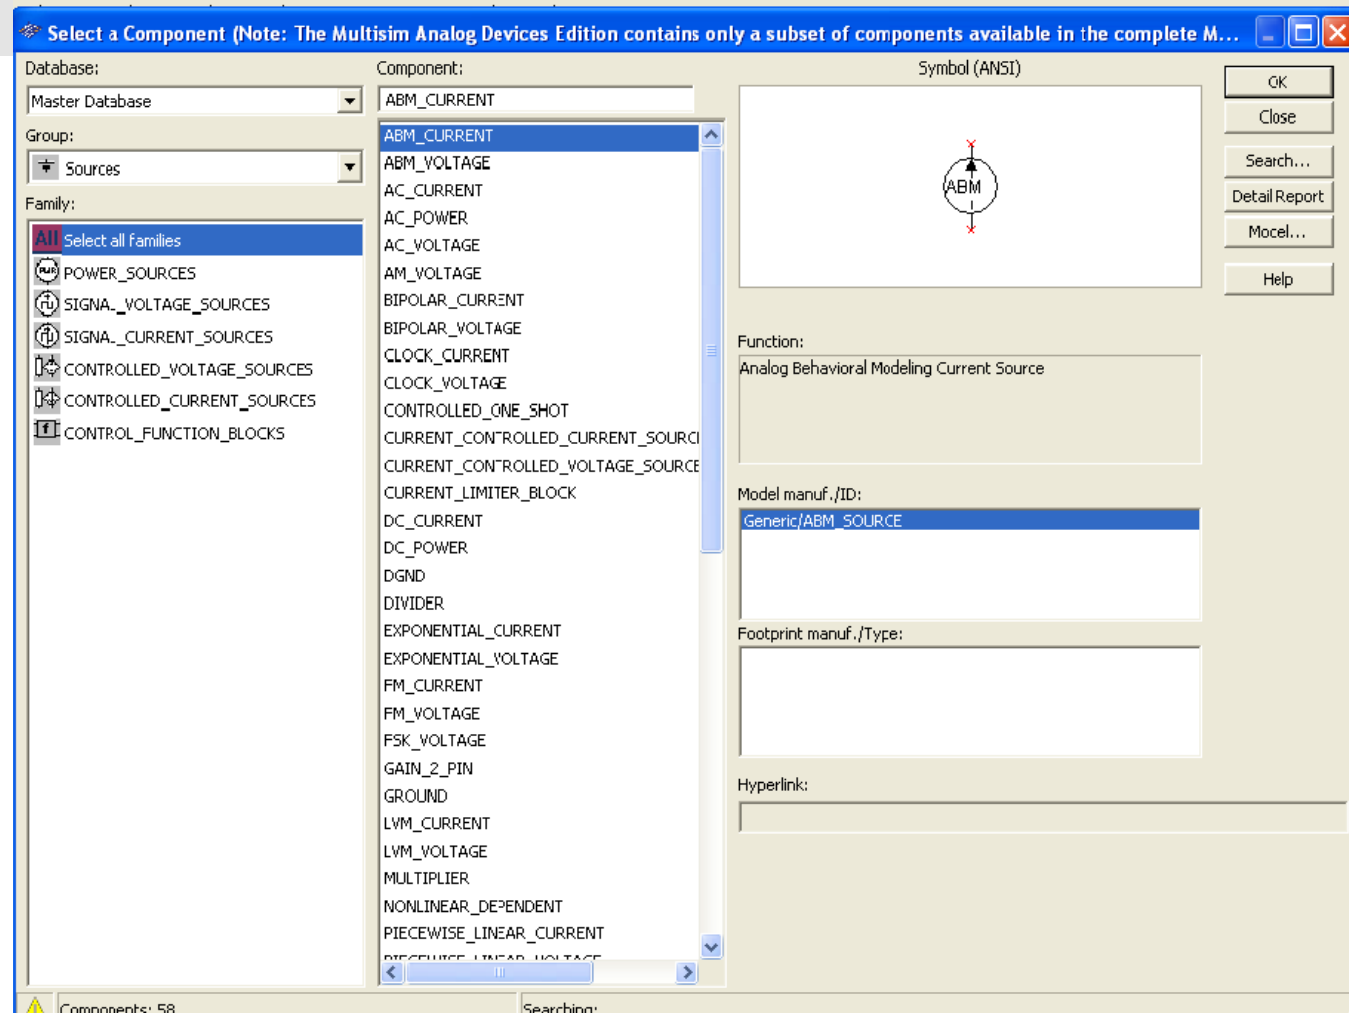 Select a Component (Note: The Multisim Analog Devices Edition contains only a subset of components available in the complete M...
Database:
Master Database
Group:
Sources
Family:
All Select all families
POWER_SOURCES
SIGNAL_VOLTAGE_SOURCES
SIGNAL_CURRENT_SOURCES
CONTROLLED_VOLTAGE_SOURCES
CONTROLLED_CURRENT_SOURCES
CONTROL_FUNCTION_BLOCKS
Component:
ABM_CURRENT
ABM_CURRENT
ABM_VOLTAGE
AC_CURRENT
AC_POWER
AC_VOLTAGE
AM_VOLTAGE
BIPOLAR_CURRENT
BIPOLAR_VOLTAGE
CLOCK_CURRENT
CLOCK_VOLTAGE
CONTROLLED_ONE_SHOT
CURRENT_CONTROLLED_CURRENT_SOURC
CURRENT_CONTROLLED_VOLTAGE_SOURCE
CURRENT_LIMITER_BLOCK
DC_CURRENT
DC_POWER
DGND
DIVIDER
EXPONENTIAL_CURRENT
EXPONENTIAL_VOLTAGE
FM_CURRENT
FM_VOLTAGE
FSK_VOLTAGE
GAIN_2_PIN
GROUND
LVM_CURRENT
LVM_VOLTAGE
MULTIPLIER
NONLINEAR_DEPENDENT
PIECEWISE_LINEAR_CURRENT
PIECEWISE_LINEAR_VOLTAGE
Symbol (ANSI)
ABM
Function:
Analog Behavioral Modeling Current Source
Model manuf./ID:
Generic/ABM_SOURCE
Footprint manuf./Type:
Hyperlink:
OK
Close
Search...
Detail Report
Model...
Help
Components: 58
Searching: